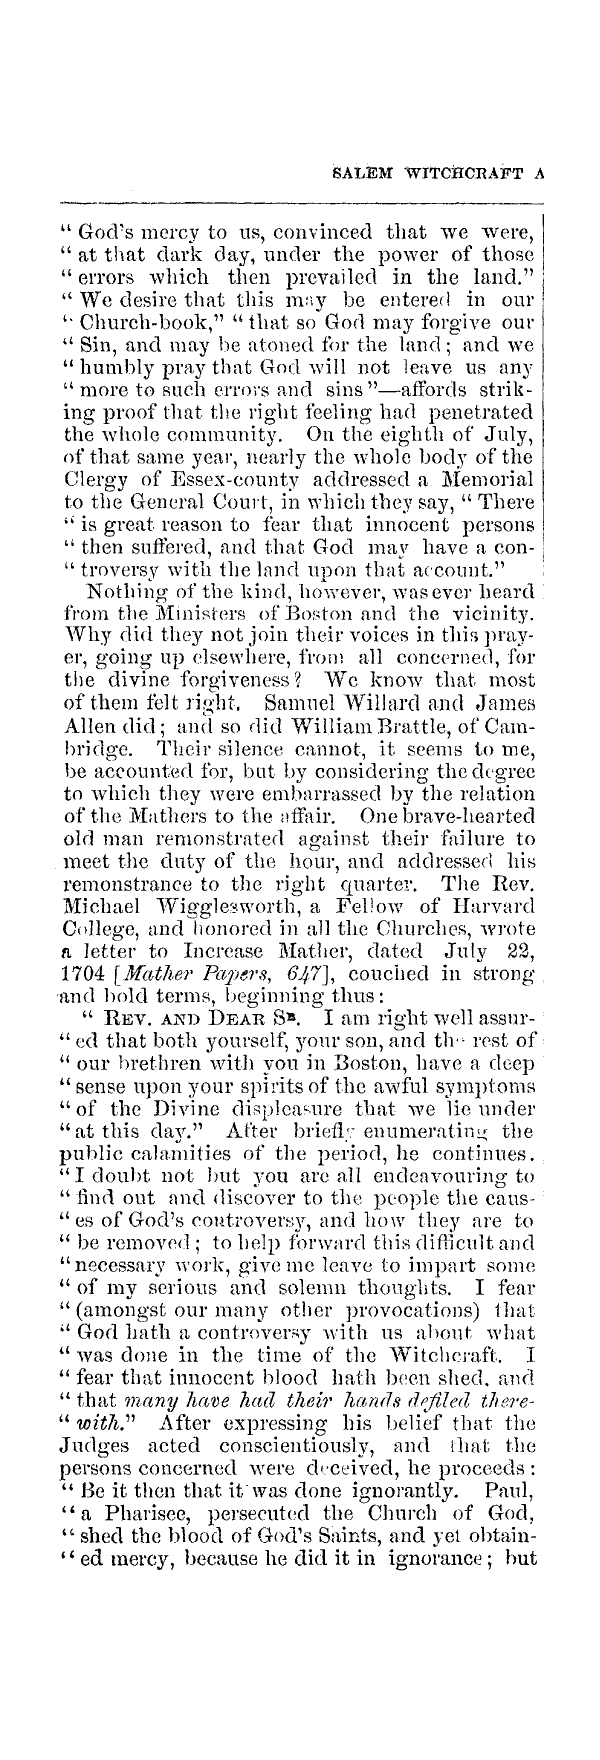 SALEM WITCHCRAFT A
" God's mercy to us, convinced that we were,
" at that dark day, under the power of those
" errors which then prevailed in the land."
" We desire that this may be entered in our
" Church-book," " that so God may forgive our
" Sin, and may be atoned for the land; and we
" humbly pray that God will not leave us any
" more to such errors and sins"—affords strik-
ing proof that the right feeling had penetrated
the whole community. On the eighth of July,
of that same year, nearly the whole body of the
Clergy of Essex-county addressed a Memorial
to the General Court, in which they say, " There
" is great reason to fear that innocent persons
" then suffered, and that God may have a con-
" troversy with the land upon that account."
Nothing of the kind, however, was ever heard
from the Ministers of Boston and the vicinity.
Why did they not join their voices in this pray-
er, going up elsewhere, from all concerned, for
the divine forgiveness? We know that most
of them felt right. Samuel Willard and James
Allen did; and so did William Brattle, of Cam-
bridge. Their silence cannot, it seems to me,
be accounted for, but by considering the degree
to which they were embarrassed by the relation
of the Mathers to the affair. One brave-hearted
old man remonstrated against their failure to
meet the duty of the hour, and addressed his
remonstrance to the right quarter. The Rev.
Michael Wigglesworth, a Fellow of Harvard
College, and honored in all the Churches, wrote
a letter to Increase Mather, dated July 22,
1704 [Mather Papers, 647], couched in strong
and bold terms, beginning thus:
" REV. AND DEAR SR. I am right well assur-
" ed that both yourself, your son, and the rest of
" our brethren with you in Boston, have a deep
" sense upon your spirits of the awful symptoms
" of the Divine displeasure that we lie under
" at this day." After briefly enumerating the
public calamities of the period, he continues.
" I doubt not but you are all endeavouring to
" find out and discover to the people the caus-
" es of God's controversy, and how they are to
" be removed; to help forward this difficult and
" necessary work, give me leave to impart some
" of my serious and solemn thoughts. I fear
" (amongst our many other provocations) that
" God hath a controversy with us about what
" was done in the time of the Witchcraft. I
" fear that innocent blood hath been shed, and
" that many have had their hands defiled there-
" with." After expressing his belief that the
Judges acted conscientiously, and that the
persons concerned were deceived, he proceeds:
" Be it then that it was done ignorantly. Paul,
" a Pharisee, persecuted the Church of God,
" shed the blood of God's Saints, and yet obtain-
" ed mercy, because he did it in ignorance; but